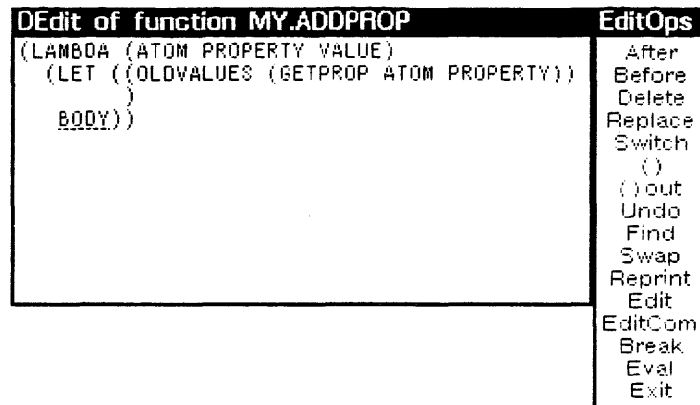 DEdit of function MY.ADDPROP
(LAMBDA (ATOM PROPERTY VALUE)
(LET ((OLDVALUES (GETPROP ATOM PROPERTY))
)
BODY))
EditOps
After
Before
Delete
Replace
Switch
()
() out
Undo
Find
Swap
Reprint
Edit
EditCom
Break
Eval
Exit